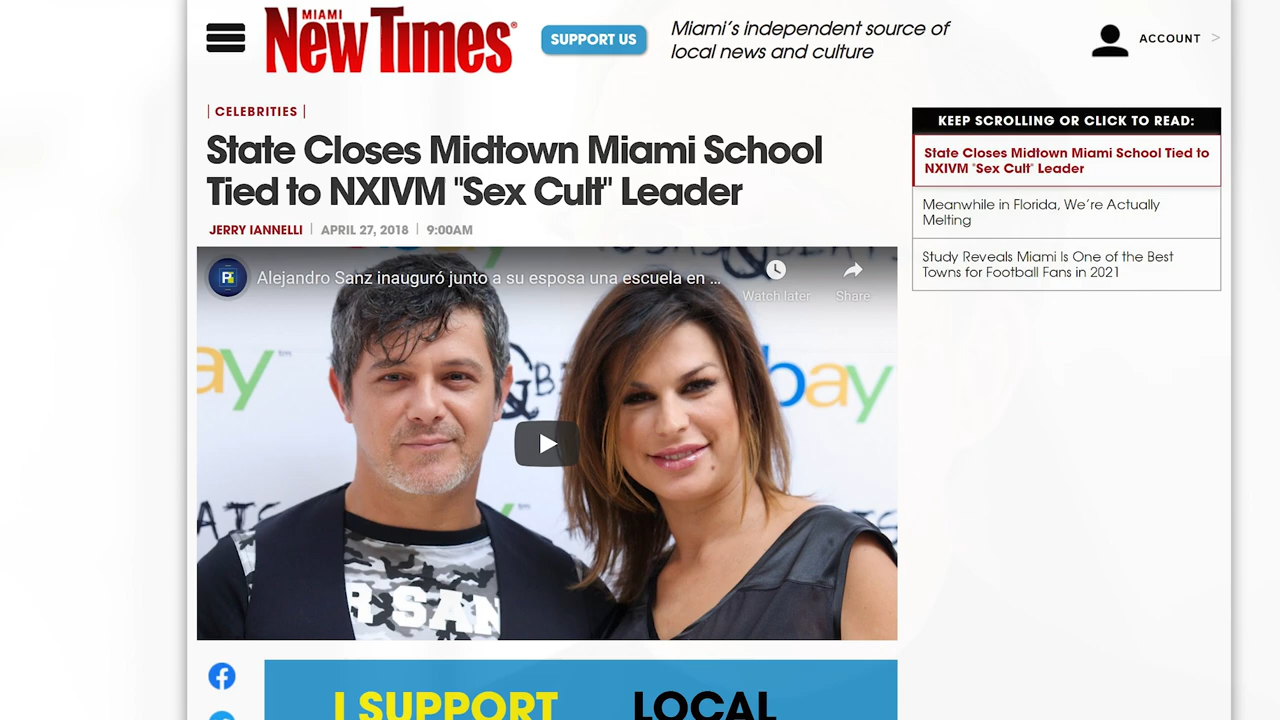 MIAMI
New Times
SUPPORT US
Miami's independent source of
local news and culture
ACCOUNT >
| CELEBRITIES |
State Closes Midtown Miami School
Tied to NXIVM "Sex Cult" Leader
JERRY IANNELLI | APRIL 27, 2018 | 9:00AM
Alejandro Sanz inauguró junto a su esposa una escuela en ...
Watch later
Share
ay
bay
ATS
R SAN
KEEP SCROLLING OR CLICK TO READ:
State Closes Midtown Miami School Tied to
NXIVM "Sex Cult" Leader
Meanwhile in Florida, We're Actually
Melting
Study Reveals Miami Is One of the Best
Towns for Football Fans in 2021
I SUPPORT LOCAL